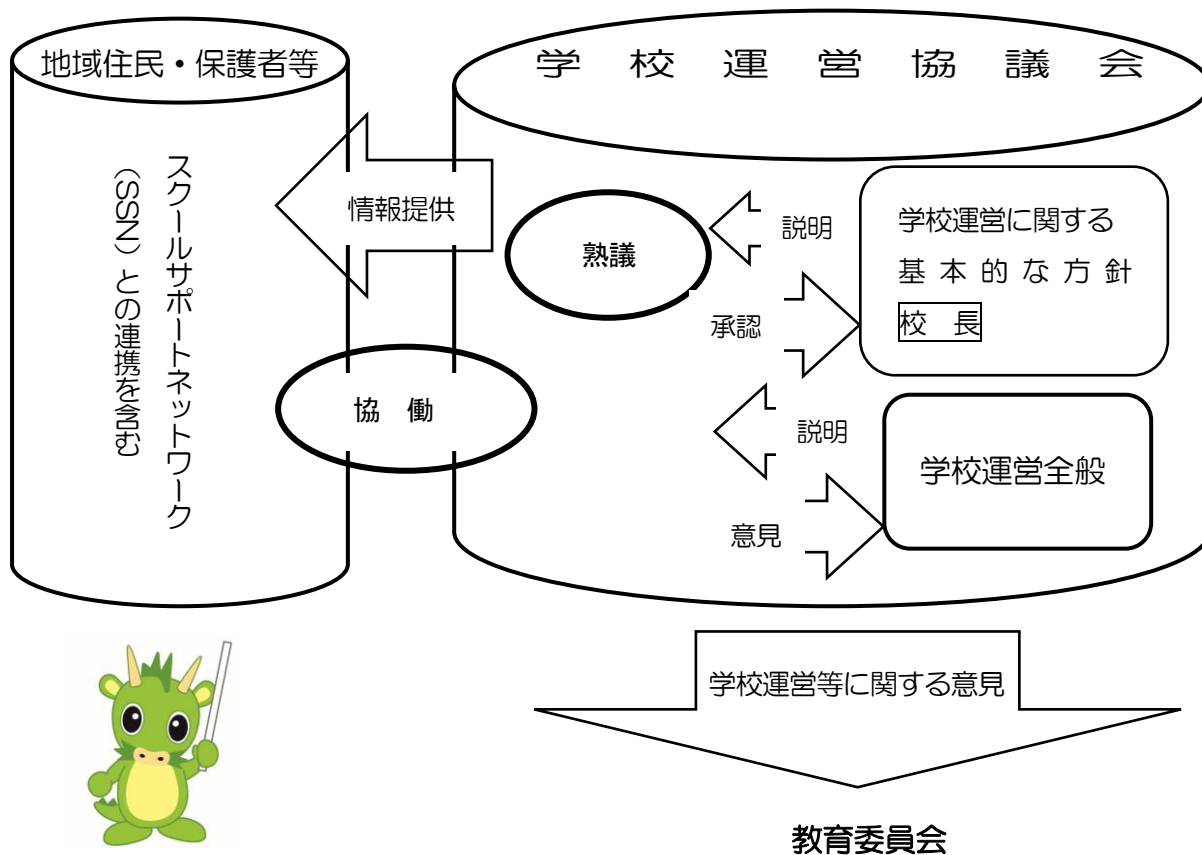 地域住民・保護者等
スクールサポートネットワーク
（SSN）との連携を含む
情報提供
協　働
学　校　運　営　協　議　会
熟議
説明
承認
学校運営に関する
基 本 的 な 方 針
校　長
説明
意見
学校運営全般
学校運営等に関する意見
教育委員会